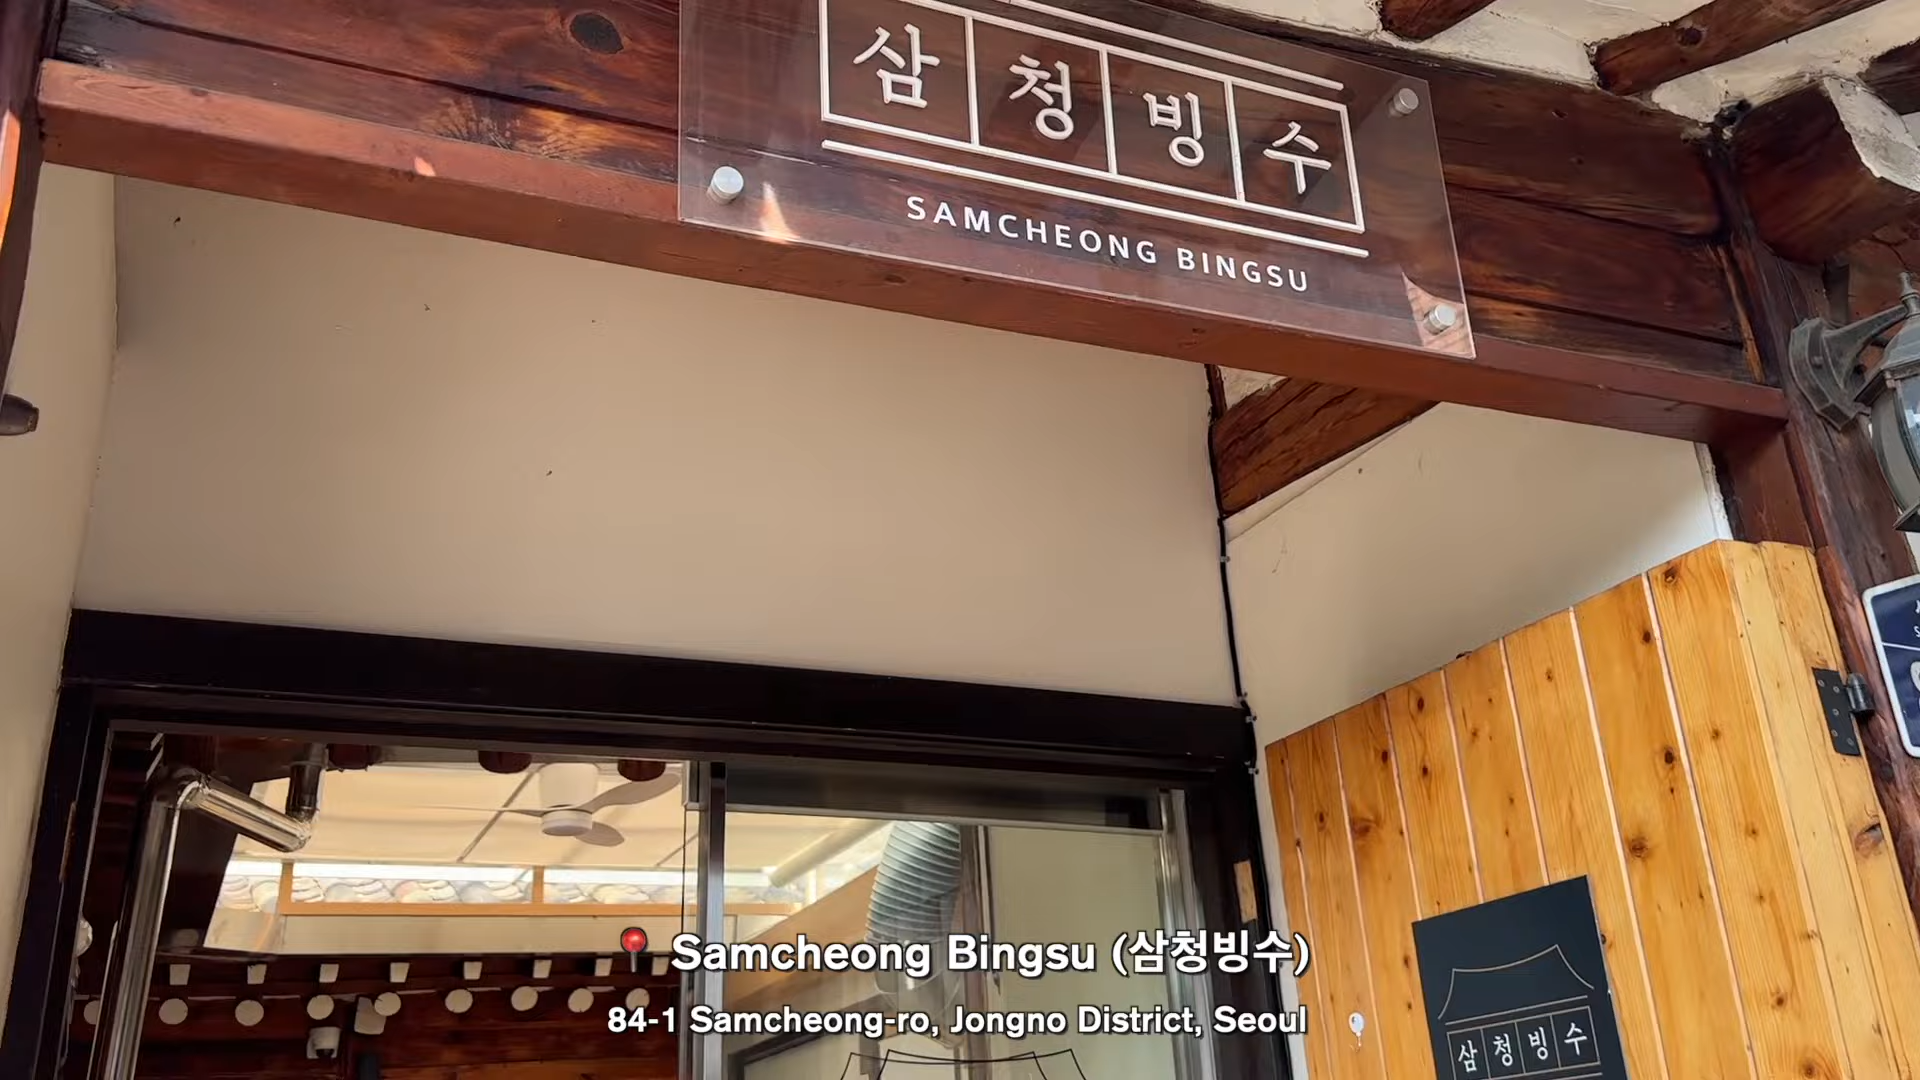 삼청빙수
SAMCHEONG BINGSU
📍 Samcheong Bingsu (삼청빙수)
84-1 Samcheong-ro, Jongno District, Seoul
삼청빙수